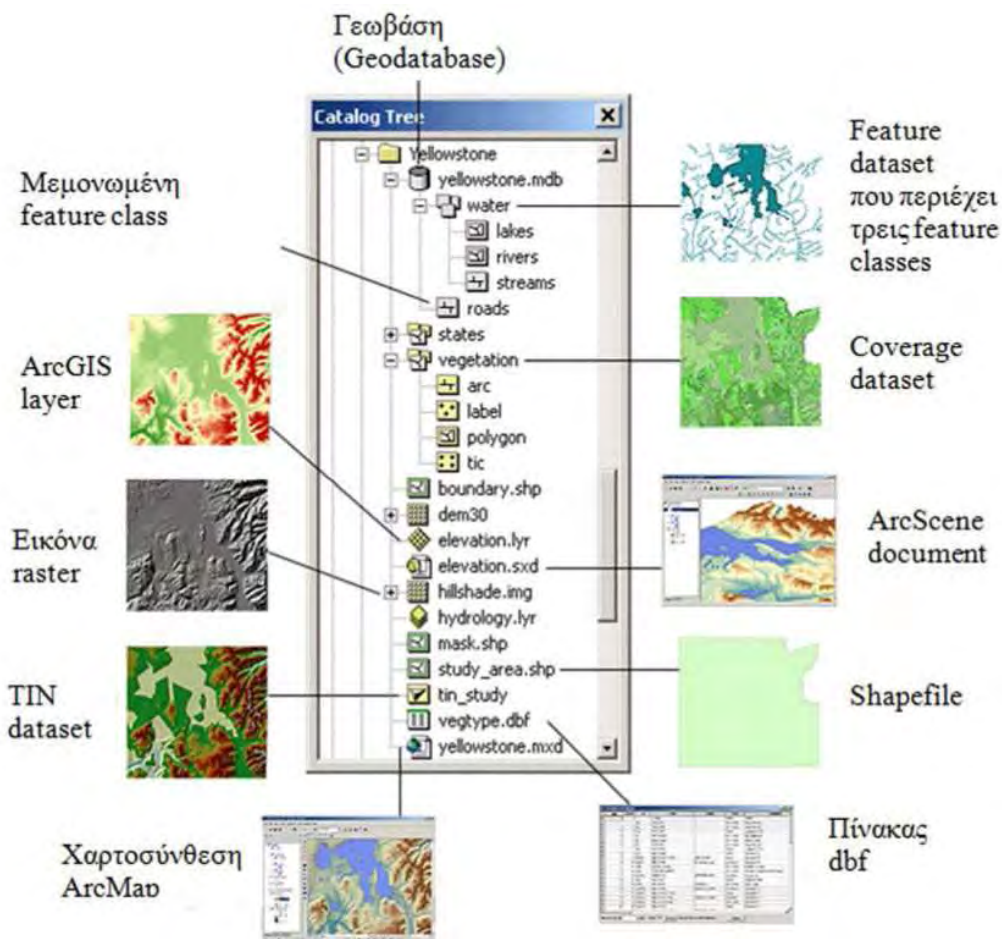 Γεωβάση
(Geodatabase)
Catalog Tree
Yellowstone
yellowstone.mdb
water
lakes
rivers
streams
roads
states
vegetation
arc
label
polygon
tic
boundary.shp
dem30
elevation.lyr
elevation.sxd
hillshade.img
hydrology.lyr
mask.shp
study_area.shp
tin_study
vegtype.dbf
yellowstone.mxd
Μεμονωμένη
feature class
ArcGIS
layer
Εικόνα
raster
TIN
dataset
Χαρτοσύνθεση
ArcMap
Feature
dataset
που περιέχει
τρεις feature
classes
Coverage
dataset
ArcScene
document
Shapefile
Πίνακας
dbf